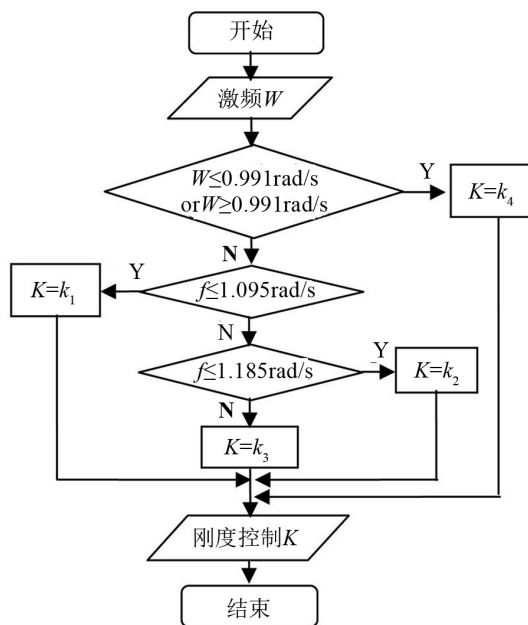 开始
激频W
W≤0.991rad/s
orW≥0.991rad/s
Y
K=k₄
N
Y
K=k₁
f≤1.095rad/s
N
f≤1.185rad/s
Y
K=k₂
N
K=k₃
刚度控制K
结束